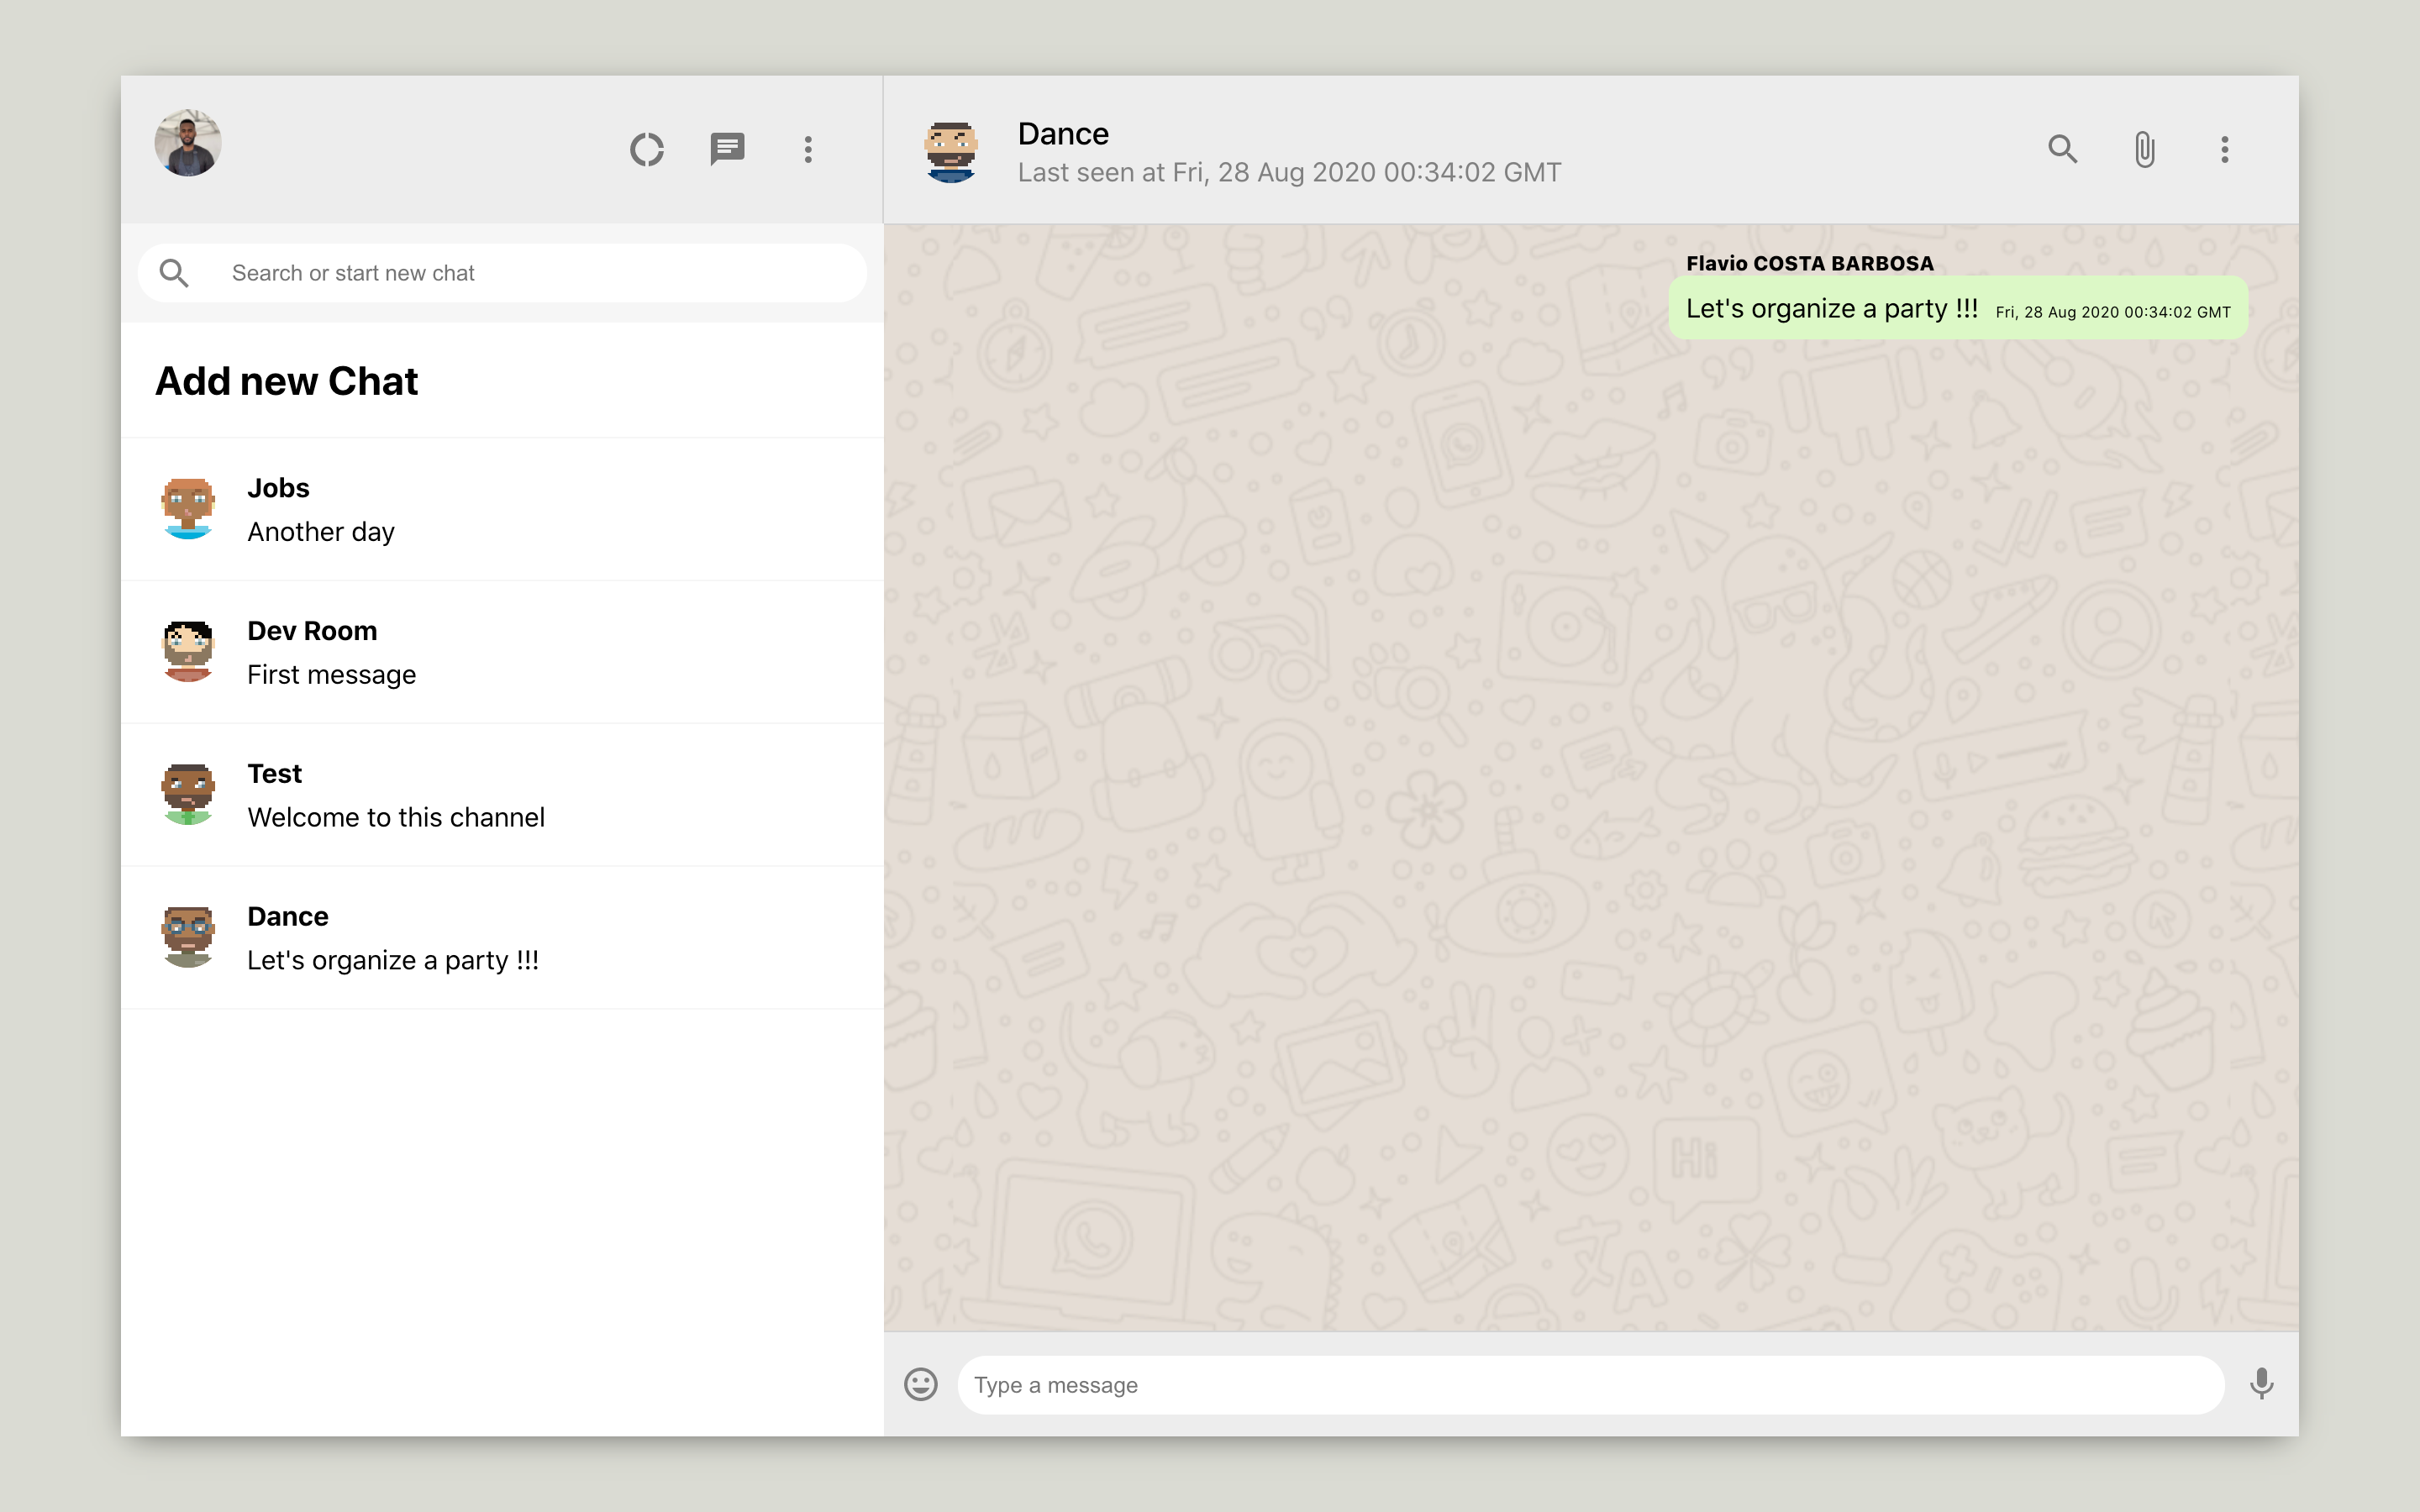 Dance
Last seen at Fri, 28 Aug 2020 00:34:02 GMT
Search or start new chat
Add new Chat
Jobs
Another day
Dev Room
First message
Test
Welcome to this channel
Dance
Let's organize a party !!!
Flavio COSTA BARBOSA
Let's organize a party !!! Fri, 28 Aug 2020 00:34:02 GMT
Hi
Type a message